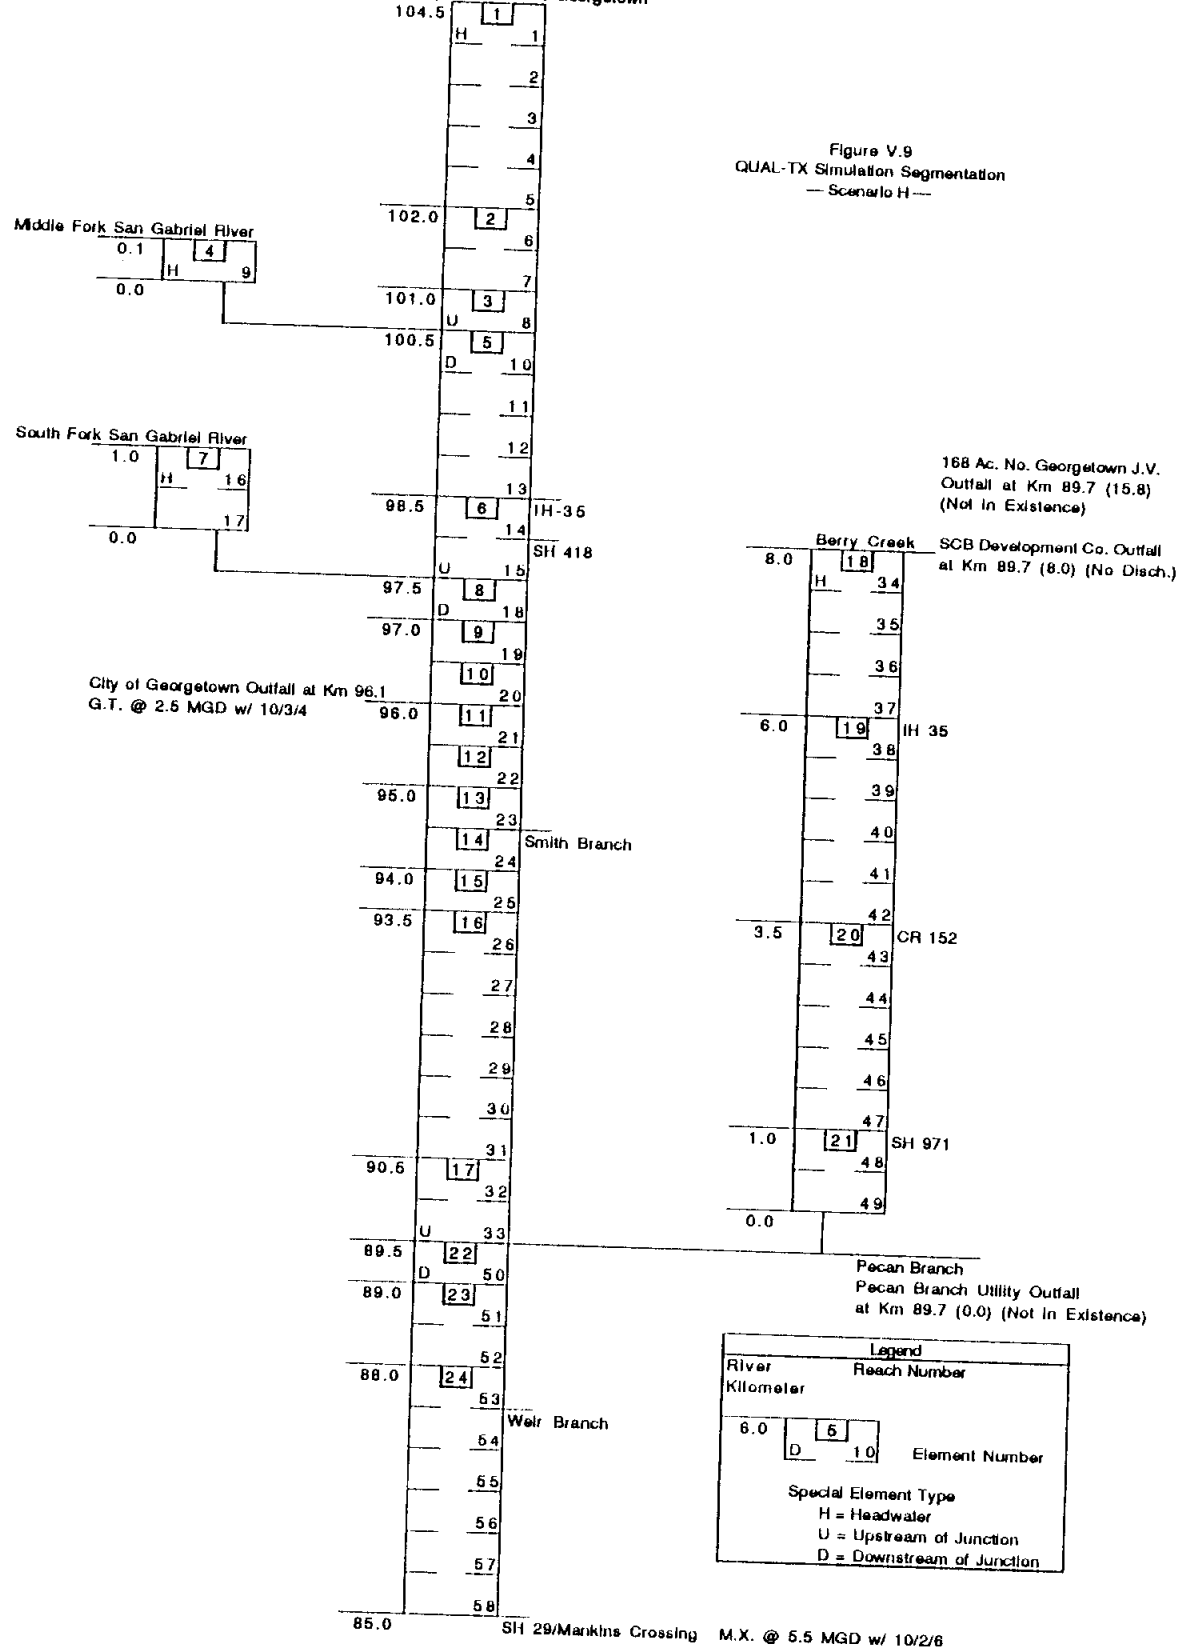 Georgetown
104.5 1
H 1
2
3
4
5
102.0 2
6
7
101.0 3
U 8
100.5 5
D 10
11
12
13
98.5 6 IH-35
14
SH 418
U 15
97.5 8
D 18
97.0 9
19
10
20
96.0 11
21
12
22
95.0 13
23
14 Smith Branch
24
94.0 15
25
93.5 16
26
27
28
29
30
31
90.6 17
32
U 33
89.5 22
D 50
89.0 23
51
52
88.0 24
53
Weir Branch
54
55
56
57
58
85.0
SH 29/Mankins Crossing M.X. @ 5.5 MGD w/ 10/2/6
Middle Fork San Gabriel River
0.1 4
H 9
0.0
South Fork San Gabriel River
1.0 7
H 16
17
0.0
City of Georgetown Outfall at Km 96.1
G.T. @ 2.5 MGD w/ 10/3/4
Figure V.9
QUAL-TX Simulation Segmentation
— Scenario H —
168 Ac. No. Georgetown J.V.
Outfall at Km 89.7 (15.8)
(Not in Existence)
Berry Creek
SCB Development Co. Outfall
at Km 89.7 (8.0) (No Disch.)
8.0 18
H 34
35
36
37
6.0 19 IH 35
38
39
40
41
42
3.5 20 CR 152
43
44
45
46
47
1.0 21 SH 971
48
49
0.0
Pecan Branch
Pecan Branch Utility Outfall
at Km 89.7 (0.0) (Not in Existence)
Legend
River Reach Number
Kilometer
6.0 5
D 10 Element Number
Special Element Type
H = Headwater
U = Upstream of Junction
D = Downstream of Junction